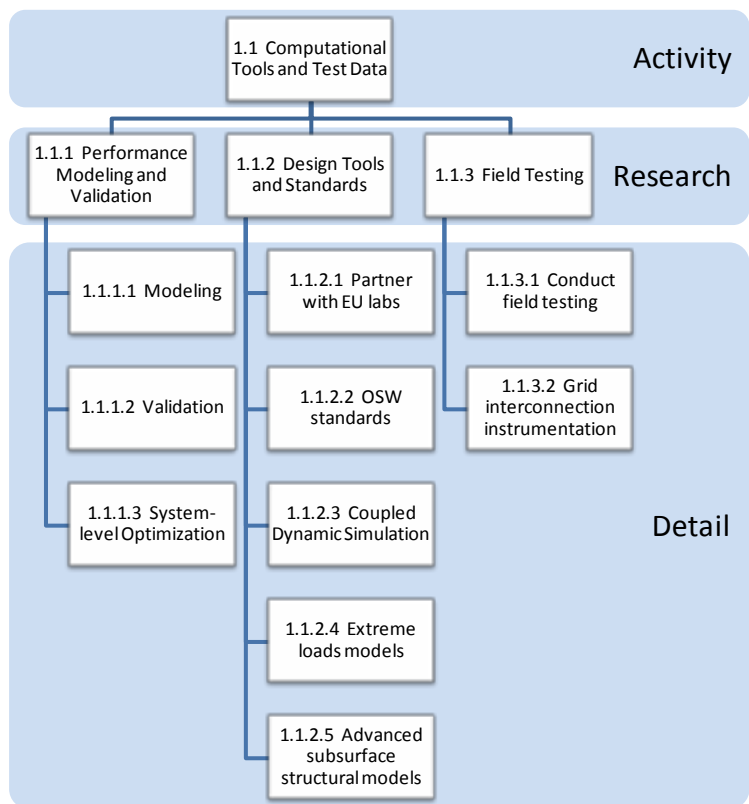 1.1 Computational
Tools and Test Data
Activity
1.1.1 Performance
Modeling and
Validation
1.1.2 Design Tools
and Standards
1.1.3 Field Testing
Research
1.1.1.1 Modeling
1.1.1.2 Validation
1.1.1.3 System-
level Optimization
1.1.2.1 Partner
with EU labs
1.1.2.2 OSW
standards
1.1.2.3 Coupled
Dynamic Simulation
1.1.2.4 Extreme
loads models
1.1.2.5 Advanced
subsurface
structural models
1.1.3.1 Conduct
field testing
1.1.3.2 Grid
interconnection
instrumentation
Detail